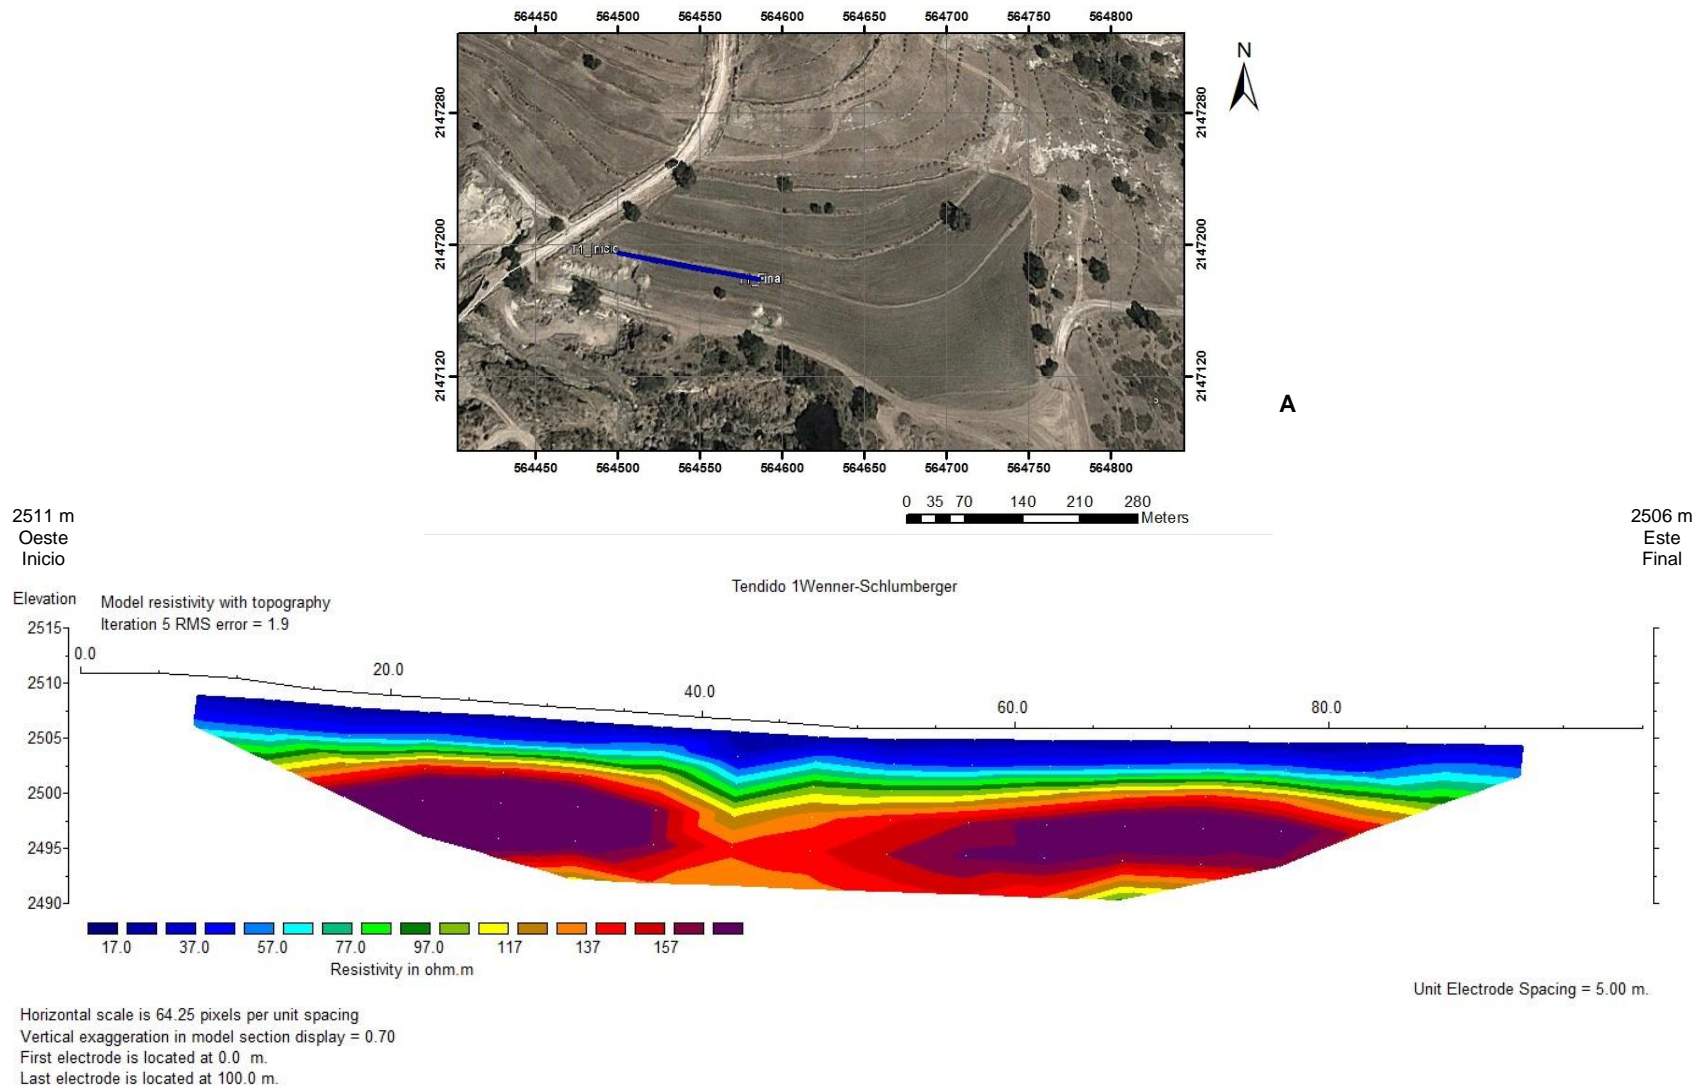 564450 564500 564550 564600 564650 564700 564750 564800
N
2147280 2147280
2147200 2147200
T1_Inicio
T1_Final
2147120 2147120
A
564450 564500 564550 564600 564650 564700 564750 564800
0 35 70 140 210 280
Meters
2511 m
Oeste
Inicio
2506 m
Este
Final
Tendido 1Wenner-Schlumberger
Elevation
Model resistivity with topography
Iteration 5 RMS error = 1.9
2515
0.0
20.0
2510
40.0
60.0
80.0
2505
2500
2495
2490
17.0 37.0 57.0 77.0 97.0 117 137 157
Resistivity in ohm.m
Unit Electrode Spacing = 5.00 m.
Horizontal scale is 64.25 pixels per unit spacing
Vertical exaggeration in model section display = 0.70
First electrode is located at 0.0 m.
Last electrode is located at 100.0 m.